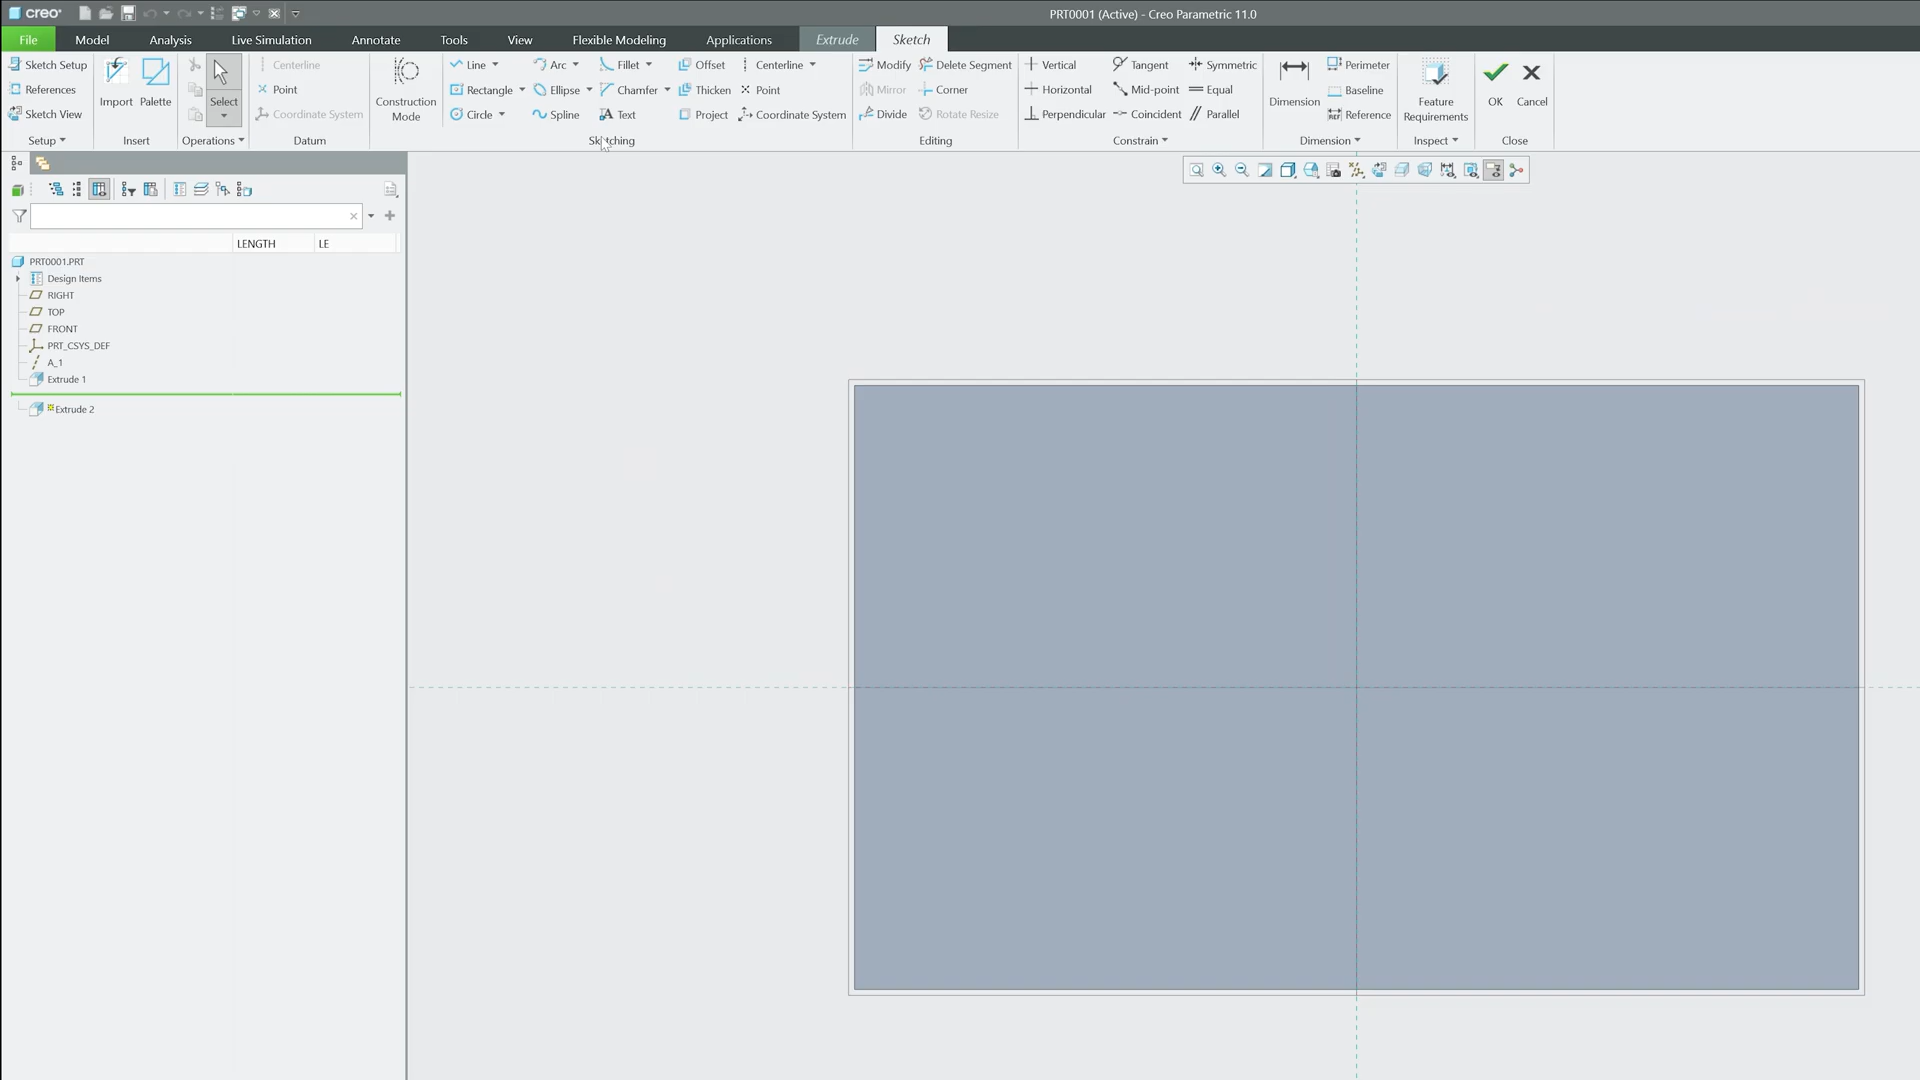 creo
PRT0001 (Active) - Creo Parametric 11.0
File Model Analysis Live Simulation Annotate Tools View Flexible Modeling Applications Extrude Sketch
Sketch Setup
References
Sketch View
Setup
Import Palette
Insert
Select
Operations
Centerline
Point
Coordinate System
Datum
Construction
Mode
Line Arc Fillet Offset Centerline
Rectangle Ellipse Chamfer Thicken Point
Circle Spline Text Project Coordinate System
Sketching
Modify Delete Segment
Mirror Corner
Divide Rotate Resize
Editing
Vertical Tangent Symmetric
Horizontal Mid-point Equal
Perpendicular Coincident Parallel
Constrain
Dimension
Perimeter
Baseline
Reference
Dimension
Feature
Requirements
Inspect
OK Cancel
Close
LENGTH LE
PRT0001.PRT
Design Items
RIGHT
TOP
FRONT
PRT_CSYS_DEF
A_1
Extrude 1
Extrude 2